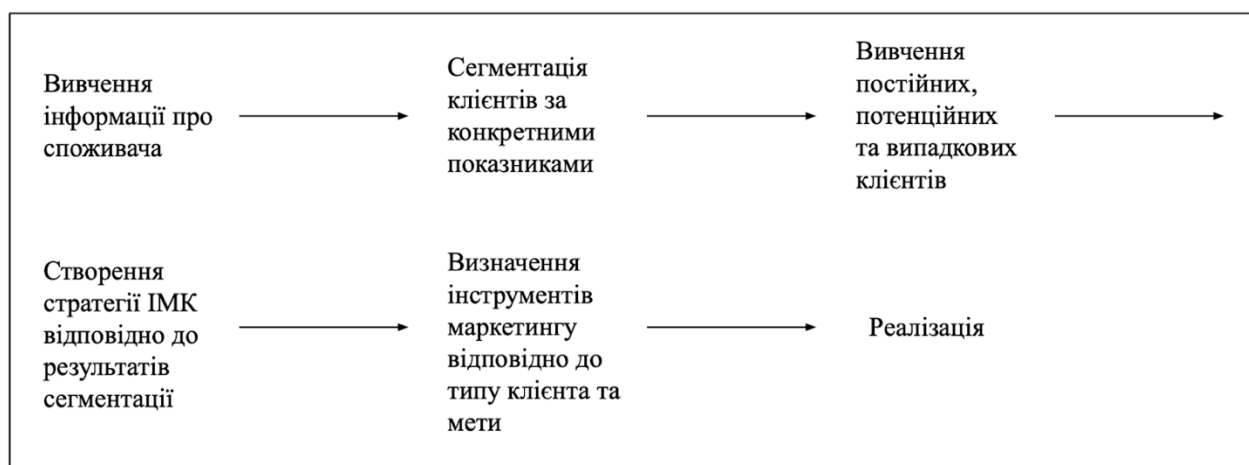 Вивчення
інформації про
споживача
Сегментація
клієнтів за
конкретними
показниками
Вивчення
постійних,
потенційних
та випадкових
клієнтів
Створення
стратегії ІМК
відповідно до
результатів
сегментації
Визначення
інструментів
маркетингу
відповідно до
типу клієнта та
мети
Реалізація